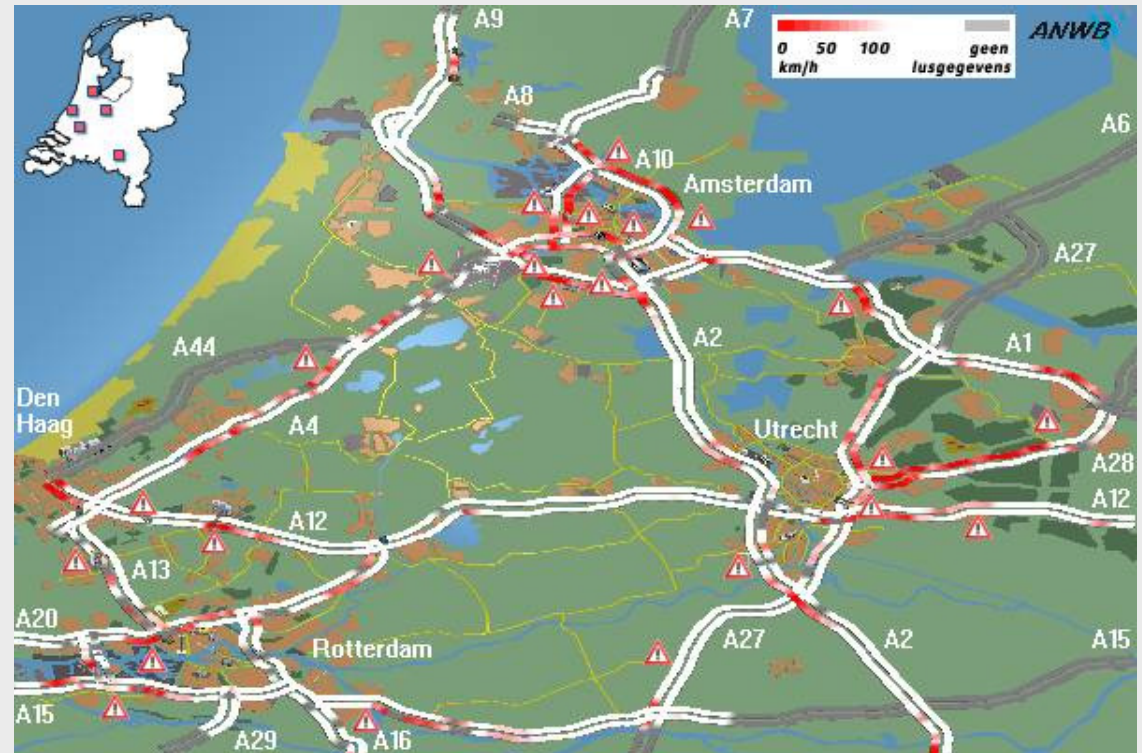 A9
A7
0 50 100 geen
km/h lusgegevens
ANWB
A8
A6
A10
Amsterdam
A27
A44
A2
A1
Den
Haag
A4
Utrecht
A28
A12
A12
A13
A20
Rotterdam
A27
A2
A15
A15
A29
A16